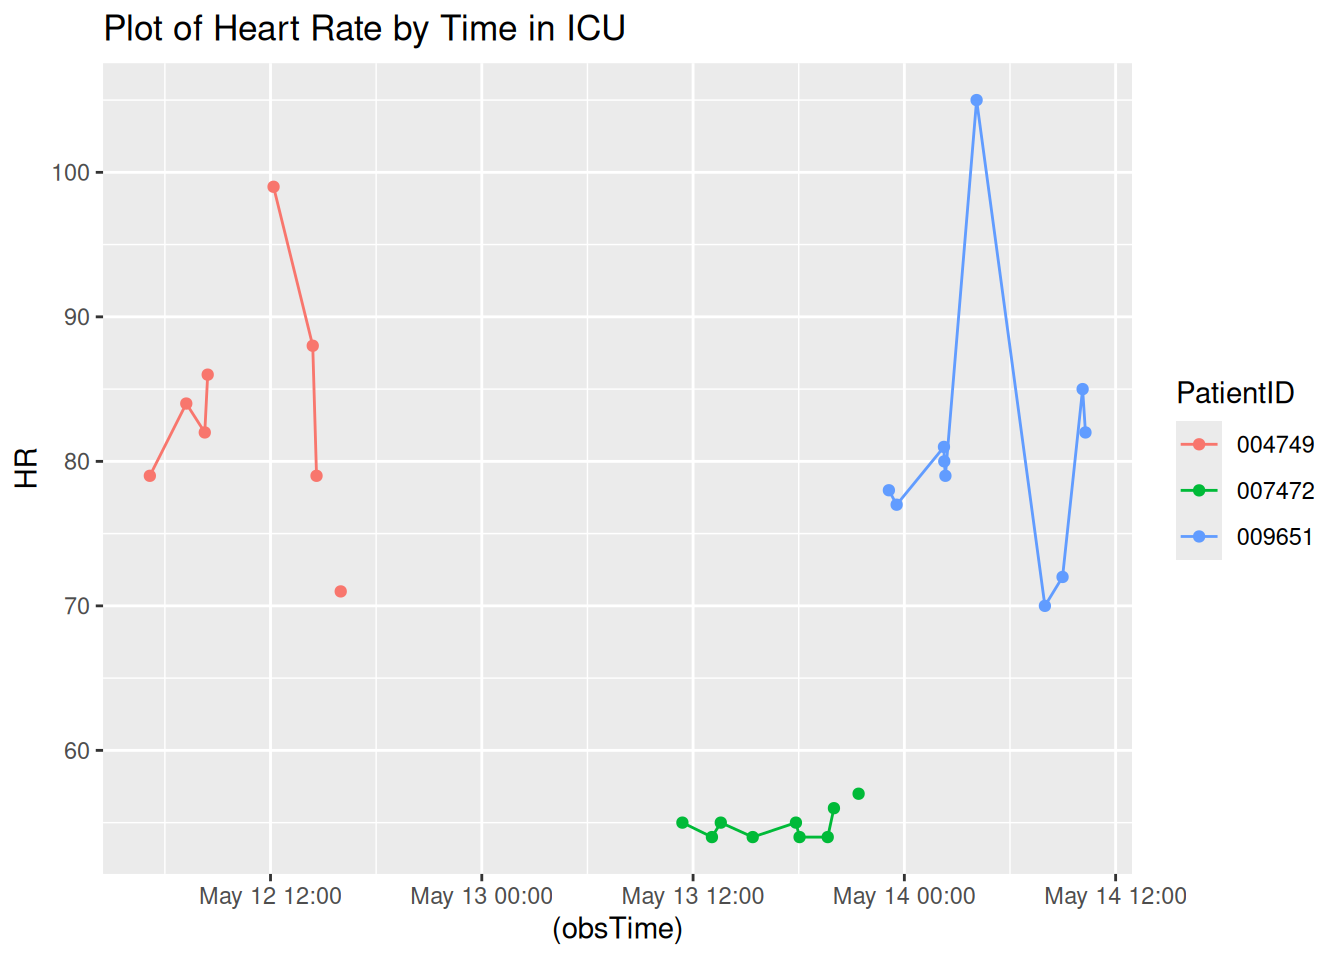 Plot of Heart Rate by Time in ICU
100
90
80
70
60
HR
May 12 12:00
May 13 00:00
May 13 12:00
May 14 00:00
May 14 12:00
(obsTime)
PatientID
004749
007472
009651